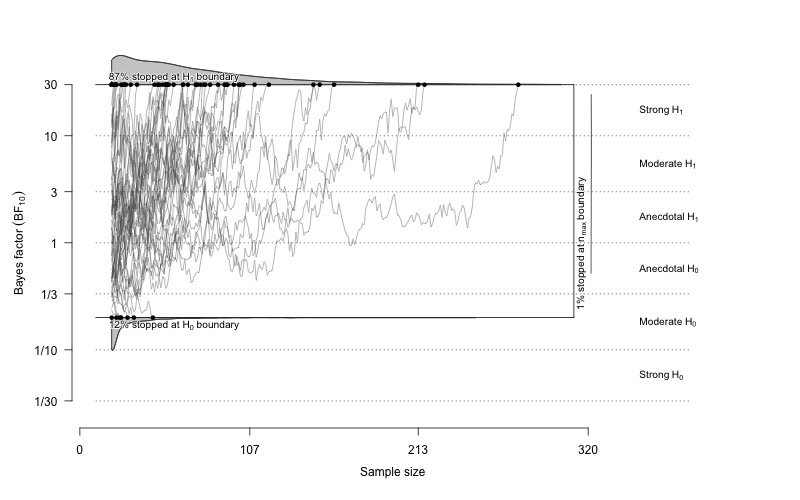 87% stopped at H₁ boundary
30
10
3
1
1/3
1/10
1/30
Bayes factor (BF₁₀)
12% stopped at H₀ boundary
1% stopped at nmax boundary
Strong H₁
Moderate H₁
Anecdotal H₁
Anecdotal H₀
Moderate H₀
Strong H₀
0
107
213
320
Sample size